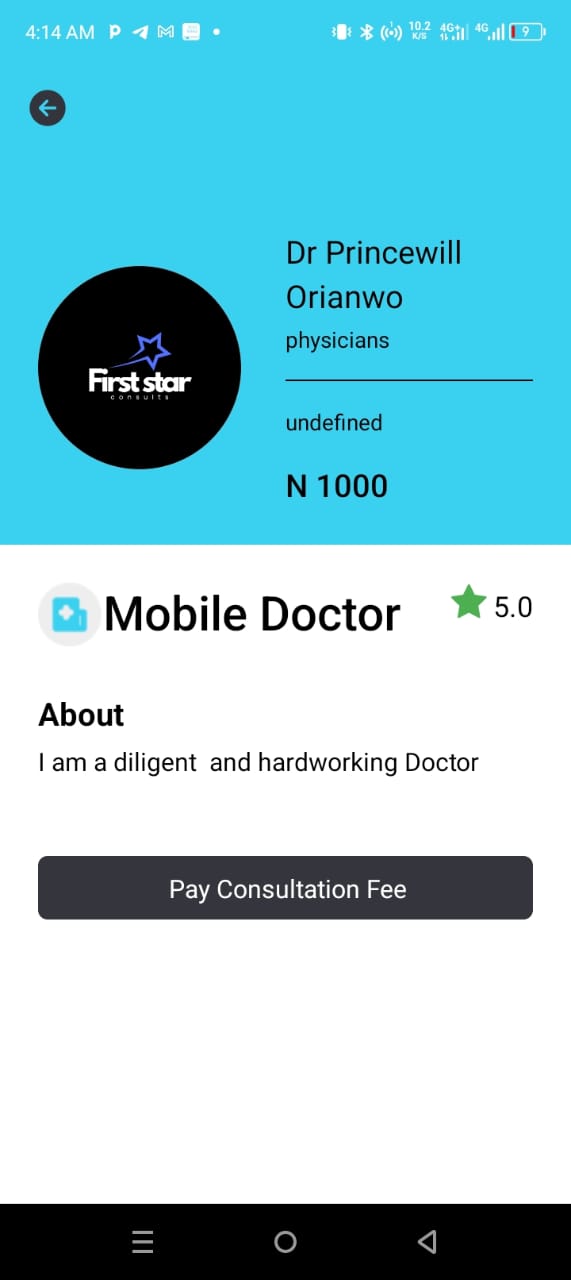 4:14 AM
10.2
K/S
4G+
4G
9
Dr Princewill
Orianwo
physicians
First star
consults
undefined
N 1000
Mobile Doctor
5.0
About
I am a diligent  and hardworking Doctor
Pay Consultation Fee